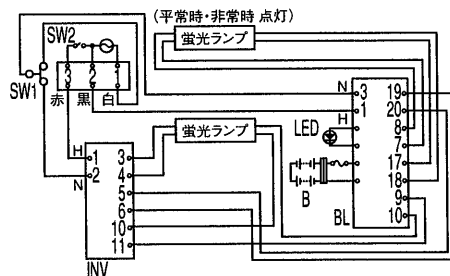 (平常時・非常時 点灯)
蛍光ランプ
SW2
3 2 1
SW1
赤 黒 白
N 3 19
1 20
H 8
LED 7
17
18
B 9
BL 10
蛍光ランプ
H 1 3
N 2 4
5
6
10
11
INV